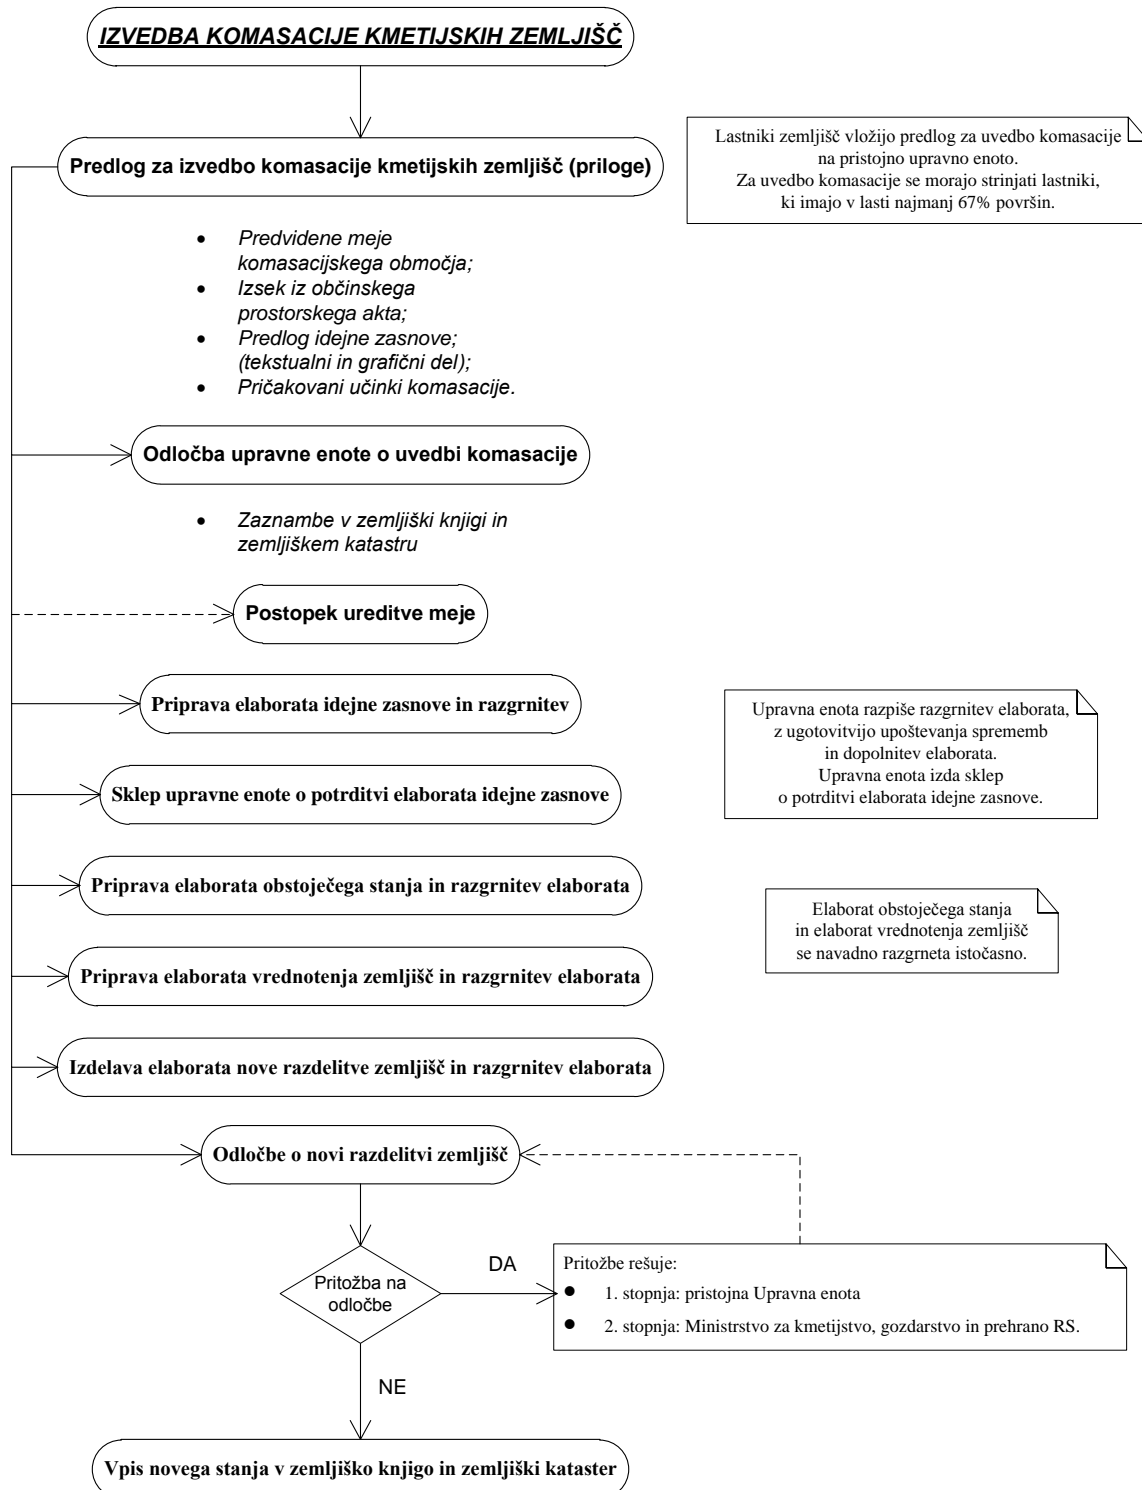 IZVEDBA KOMASACIJE KMETIJSKIH ZEMLJIŠČ
Predlog za izvedbo komasacije kmetijskih zemljišč (priloge)
Lastniki zemljišč vložijo predlog za uvedbo komasacije
na pristojno upravno enoto.
Za uvedbo komasacije se morajo strinjati lastniki,
ki imajo v lasti najmanj 67% površin.
• Predvidene meje
komasacijskega območja;
• Izsek iz občinskega
prostorskega akta;
• Predlog idejne zasnove;
(tekstualni in grafični del);
• Pričakovani učinki komasacije.
Odločba upravne enote o uvedbi komasacije
• Zaznambe v zemljiški knjigi in
zemljiškem katastru
Postopek ureditve meje
Priprava elaborata idejne zasnove in razgrnitev
Upravna enota razpiše razgrnitev elaborata,
z ugotovitvijo upoštevanja sprememb
in dopolnitev elaborata.
Upravna enota izda sklep
o potrditvi elaborata idejne zasnove.
Sklep upravne enote o potrditvi elaborata idejne zasnove
Priprava elaborata obstoječega stanja in razgrnitev elaborata
Elaborat obstoječega stanja
in elaborat vrednotenja zemljišč
se navadno razgrneta istočasno.
Priprava elaborata vrednotenja zemljišč in razgrnitev elaborata
Izdelava elaborata nove razdelitve zemljišč in razgrnitev elaborata
Odločbe o novi razdelitvi zemljišč
Pritožba na
odločbe
DA
Pritožbe rešuje:
● 1. stopnja: pristojna Upravna enota
● 2. stopnja: Ministrstvo za kmetijstvo, gozdarstvo in prehrano RS.
NE
Vpis novega stanja v zemljiško knjigo in zemljiški kataster